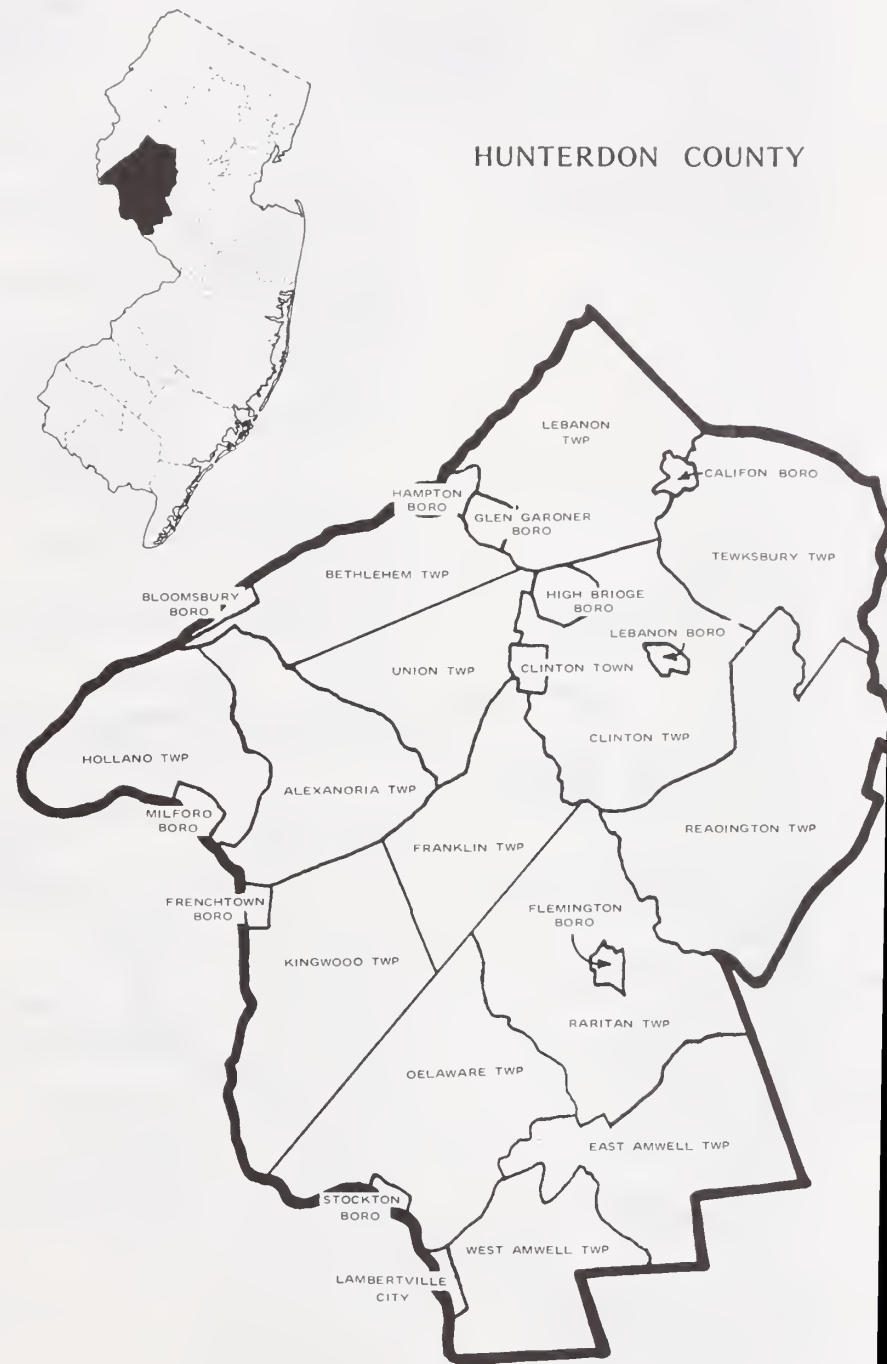 HUNTERDON COUNTY
LEBANON
TWP
CALIFON BORO
HAMPTON
BORO
GLEN GARONER
BORO
TEWKSBURY TWP
BETHLEHEM TWP
BLOOMSBURY
BORO
HIGH BRIOGE
BORO
LEBANON BORO
UNION TWP
CLINTON TOWN
CLINTON TWP
HOLLANO TWP
ALEXANORIA TWP
MILFORO
BORO
REAOINGTON TWP
FRANKLIN TWP
FRENCHTOWN
BORO
FLEMINGTON
BORO
KINGWOOO TWP
RARITAN TWP
OELAWARE TWP
EAST AMWELL TWP
STOCKTON
BORO
WEST AMWELL TWP
LAMBERTVILLE
CITY